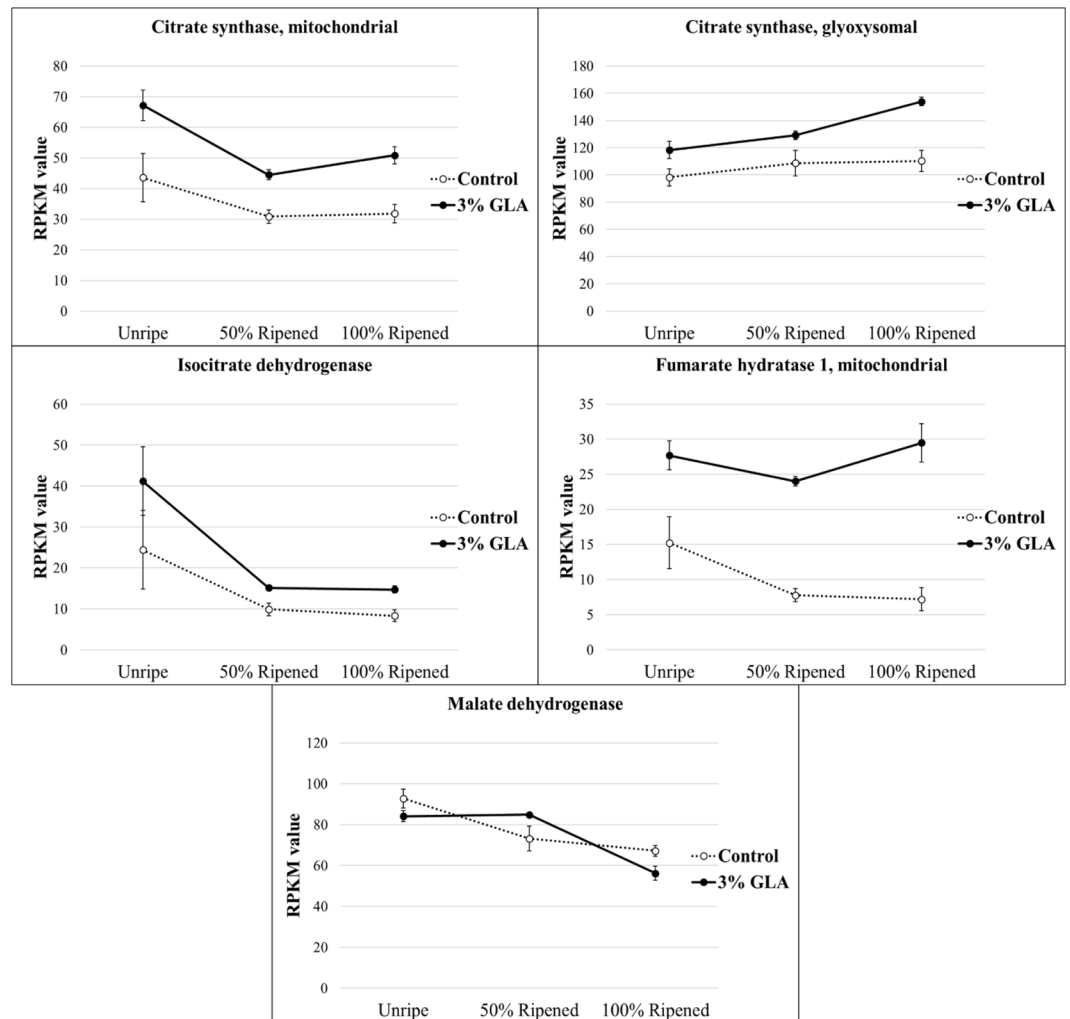 Citrate synthase, mitochondrial
80
70
60
50
40
30
20
10
0
RPKM value
Unripe 50% Ripened 100% Ripened
Control
3% GLA
Citrate synthase, glyoxysomal
180
160
140
120
100
80
60
40
20
0
RPKM value
Unripe 50% Ripened 100% Ripened
Control
3% GLA
Isocitrate dehydrogenase
60
50
40
30
20
10
0
RPKM value
Unripe 50% Ripened 100% Ripened
Control
3% GLA
Fumarate hydratase 1, mitochondrial
35
30
25
20
15
10
5
0
RPKM value
Unripe 50% Ripened 100% Ripened
Control
3% GLA
Malate dehydrogenase
120
100
80
60
40
20
0
RPKM value
Unripe 50% Ripened 100% Ripened
Control
3% GLA